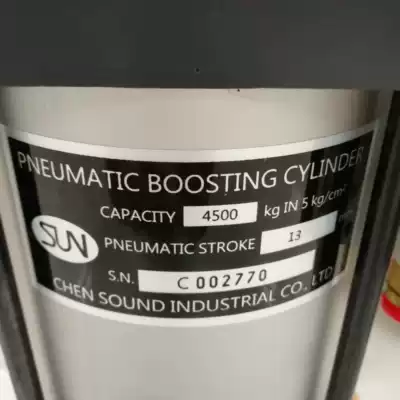 PNEUMATIC BOOSTING CYLINDER
CAPACITY 4500 kg IN 5 kg/cm²
SUN
PNEUMATIC STROKE 13
S.N. C 002770
CHEN SOUND INDUSTRIAL CO., LTD.